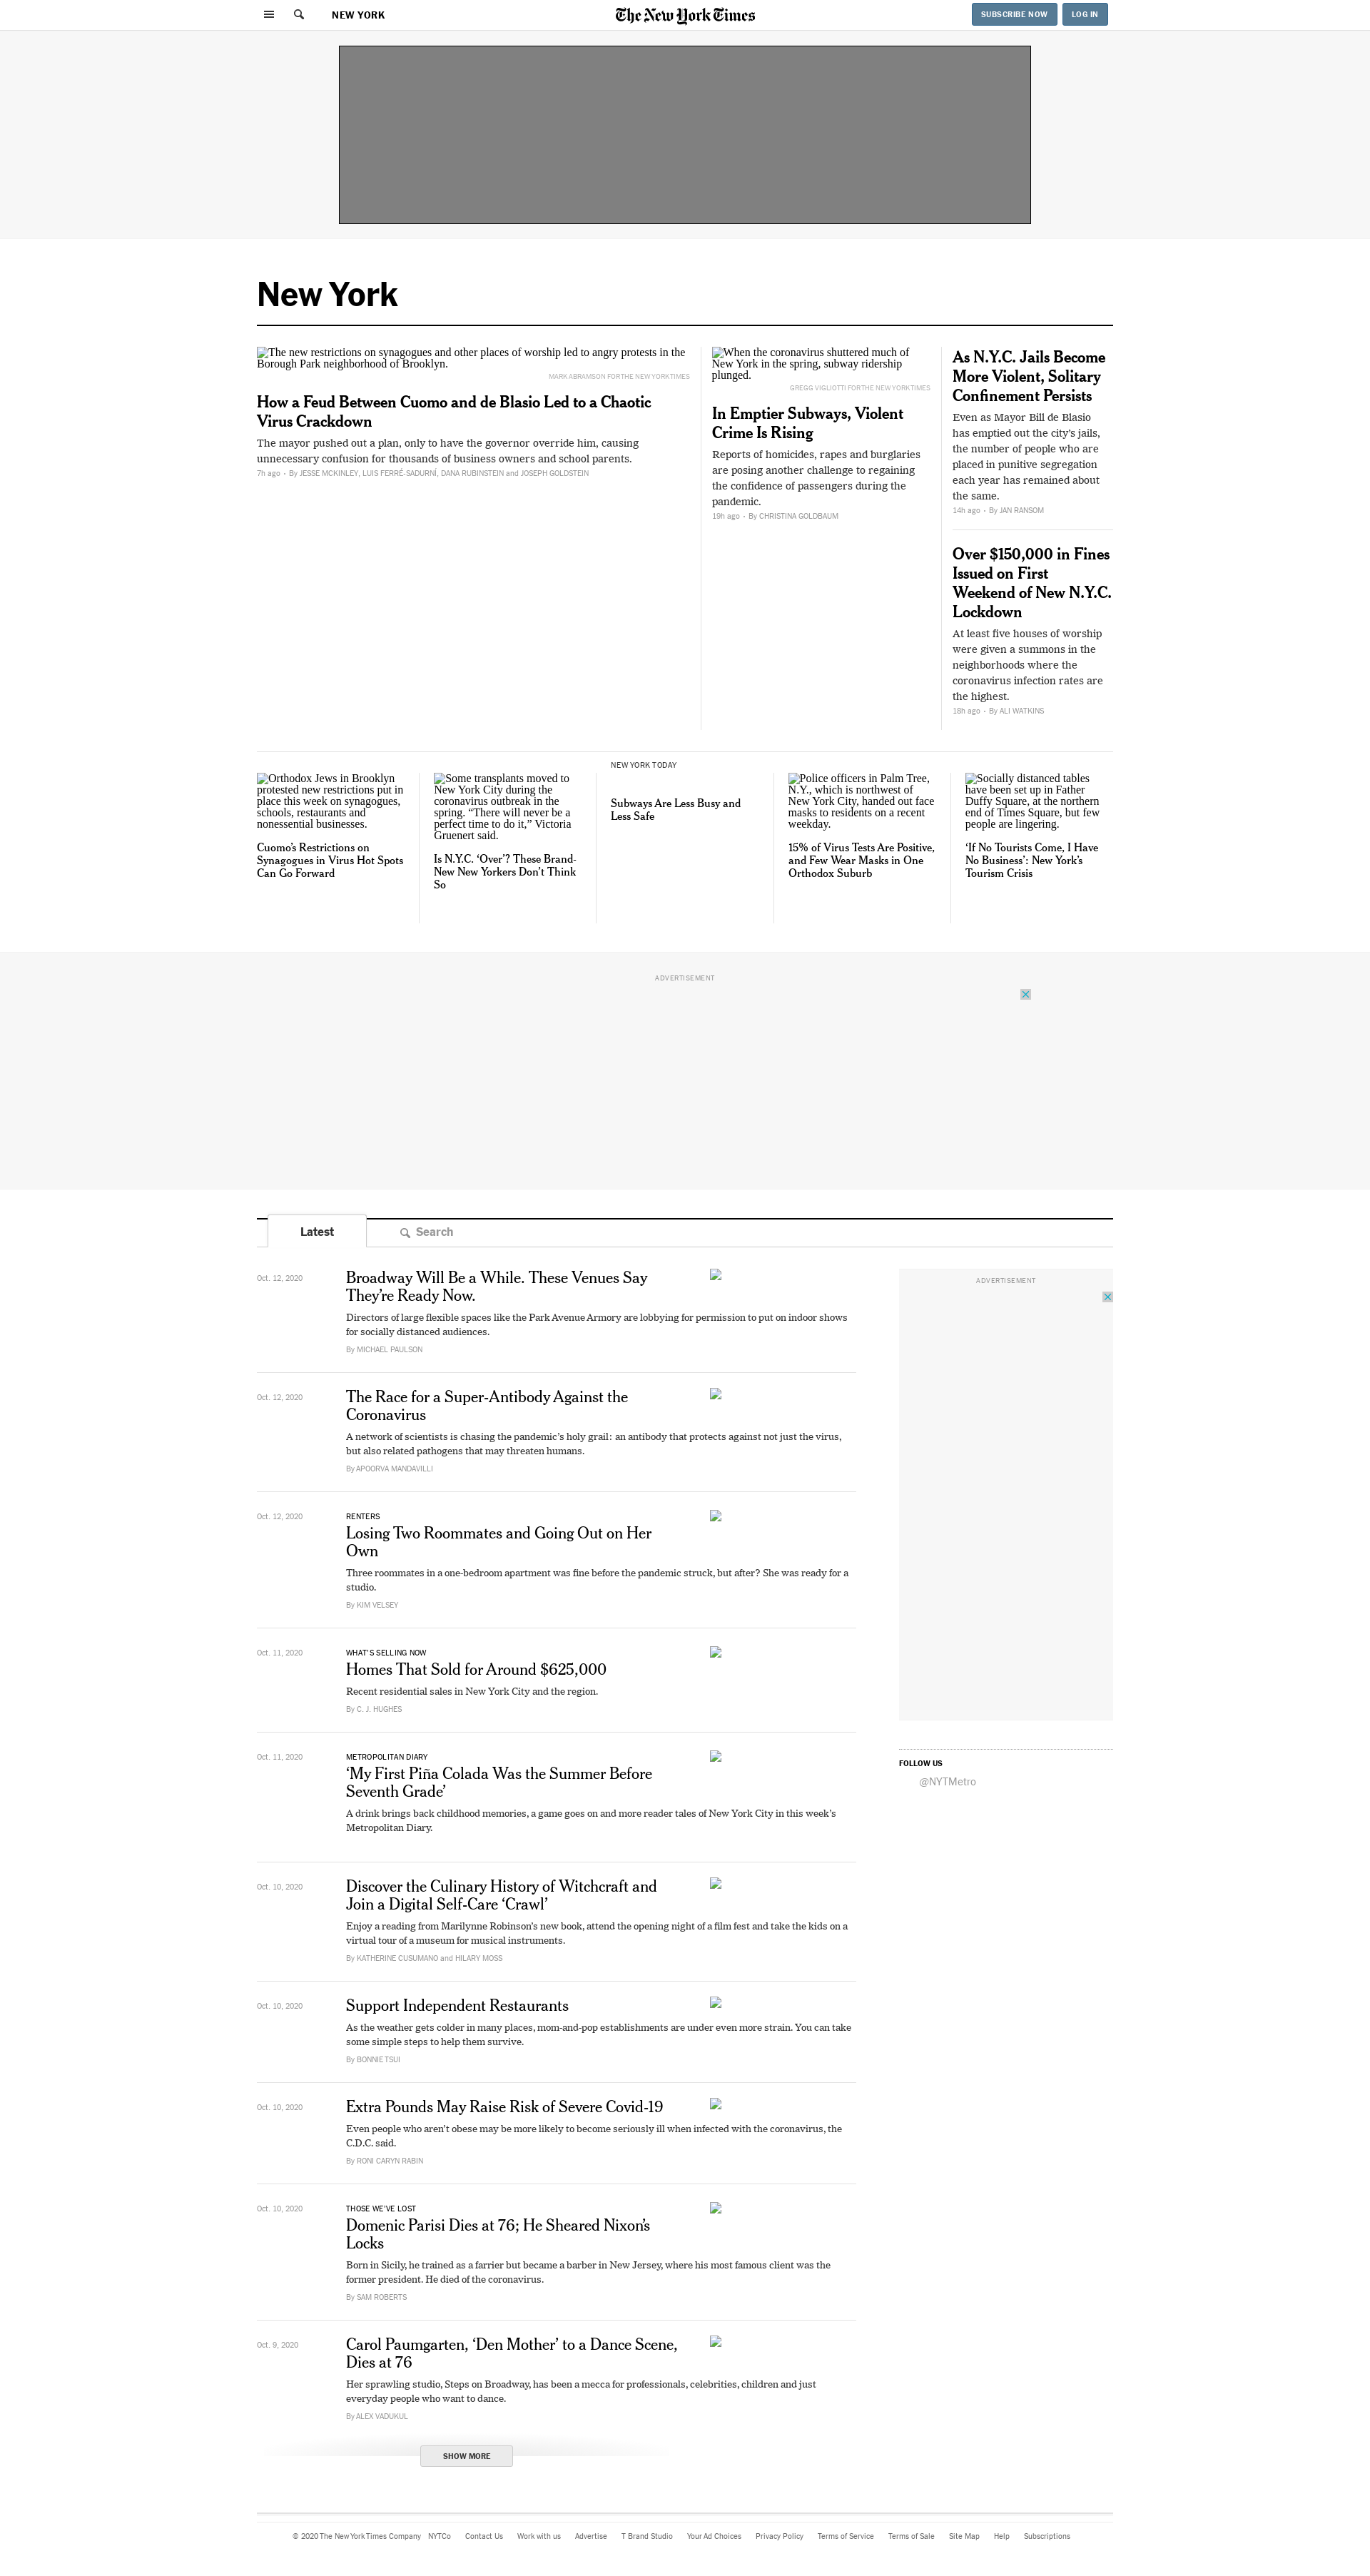 NEW YORK
The New York Times
SUBSCRIBE NOW
LOG IN
New York
The new restrictions on synagogues and other places of worship led to angry protests in the
Borough Park neighborhood of Brooklyn.
MARK ABRAMSON FOR THE NEW YORK TIMES
How a Feud Between Cuomo and de Blasio Led to a Chaotic
Virus Crackdown
The mayor pushed out a plan, only to have the governor override him, causing
unnecessary confusion for thousands of business owners and school parents.
7h ago • By JESSE MCKINLEY, LUIS FERRÉ-SADURNÍ, DANA RUBINSTEIN and JOSEPH GOLDSTEIN
When the coronavirus shuttered much of
New York in the spring, subway ridership
plunged.
GREGG VIGLIOTTI FOR THE NEW YORK TIMES
In Emptier Subways, Violent
Crime Is Rising
Reports of homicides, rapes and burglaries
are posing another challenge to regaining
the confidence of passengers during the
pandemic.
19h ago • By CHRISTINA GOLDBAUM
As N.Y.C. Jails Become
More Violent, Solitary
Confinement Persists
Even as Mayor Bill de Blasio
has emptied out the city’s jails,
the number of people who are
placed in punitive segregation
each year has remained about
the same.
14h ago • By JAN RANSOM
Over $150,000 in Fines
Issued on First
Weekend of New N.Y.C.
Lockdown
At least five houses of worship
were given a summons in the
neighborhoods where the
coronavirus infection rates are
the highest.
18h ago • By ALI WATKINS
Orthodox Jews in Brooklyn
protested new restrictions put in
place this week on synagogues,
schools, restaurants and
nonessential businesses.
Cuomo’s Restrictions on
Synagogues in Virus Hot Spots
Can Go Forward
Some transplants moved to
New York City during the
coronavirus outbreak in the
spring. “There will never be a
perfect time to do it,” Victoria
Gruenert said.
Is N.Y.C. ‘Over’? These Brand-
New New Yorkers Don’t Think
So
NEW YORK TODAY
Subways Are Less Busy and
Less Safe
Police officers in Palm Tree,
N.Y., which is northwest of
New York City, handed out face
masks to residents on a recent
weekday.
15% of Virus Tests Are Positive,
and Few Wear Masks in One
Orthodox Suburb
Socially distanced tables
have been set up in Father
Duffy Square, at the northern
end of Times Square, but few
people are lingering.
‘If No Tourists Come, I Have
No Business’: New York’s
Tourism Crisis
ADVERTISEMENT
Latest
Search
Oct. 12, 2020
Broadway Will Be a While. These Venues Say
They’re Ready Now.
Directors of large flexible spaces like the Park Avenue Armory are lobbying for permission to put on indoor shows
for socially distanced audiences.
By MICHAEL PAULSON
Oct. 12, 2020
The Race for a Super-Antibody Against the
Coronavirus
A network of scientists is chasing the pandemic’s holy grail: an antibody that protects against not just the virus,
but also related pathogens that may threaten humans.
By APOORVA MANDAVILLI
Oct. 12, 2020
RENTERS
Losing Two Roommates and Going Out on Her
Own
Three roommates in a one-bedroom apartment was fine before the pandemic struck, but after? She was ready for a
studio.
By KIM VELSEY
Oct. 11, 2020
WHAT’S SELLING NOW
Homes That Sold for Around $625,000
Recent residential sales in New York City and the region.
By C. J. HUGHES
Oct. 11, 2020
METROPOLITAN DIARY
‘My First Piña Colada Was the Summer Before
Seventh Grade’
A drink brings back childhood memories, a game goes on and more reader tales of New York City in this week’s
Metropolitan Diary.
Oct. 10, 2020
Discover the Culinary History of Witchcraft and
Join a Digital Self-Care ‘Crawl’
Enjoy a reading from Marilynne Robinson’s new book, attend the opening night of a film fest and take the kids on a
virtual tour of a museum for musical instruments.
By KATHERINE CUSUMANO and HILARY MOSS
Oct. 10, 2020
Support Independent Restaurants
As the weather gets colder in many places, mom-and-pop establishments are under even more strain. You can take
some simple steps to help them survive.
By BONNIE TSUI
Oct. 10, 2020
Extra Pounds May Raise Risk of Severe Covid-19
Even people who aren’t obese may be more likely to become seriously ill when infected with the coronavirus, the
C.D.C. said.
By RONI CARYN RABIN
Oct. 10, 2020
THOSE WE’VE LOST
Domenic Parisi Dies at 76; He Sheared Nixon’s
Locks
Born in Sicily, he trained as a farrier but became a barber in New Jersey, where his most famous client was the
former president. He died of the coronavirus.
By SAM ROBERTS
Oct. 9, 2020
Carol Paumgarten, ‘Den Mother’ to a Dance Scene,
Dies at 76
Her sprawling studio, Steps on Broadway, has been a mecca for professionals, celebrities, children and just
everyday people who want to dance.
By ALEX VADUKUL
SHOW MORE
ADVERTISEMENT
FOLLOW US
@NYTMetro
© 2020 The New York Times Company NYTCo Contact Us Work with us Advertise T Brand Studio Your Ad Choices Privacy Policy Terms of Service Terms of Sale Site Map Help Subscriptions